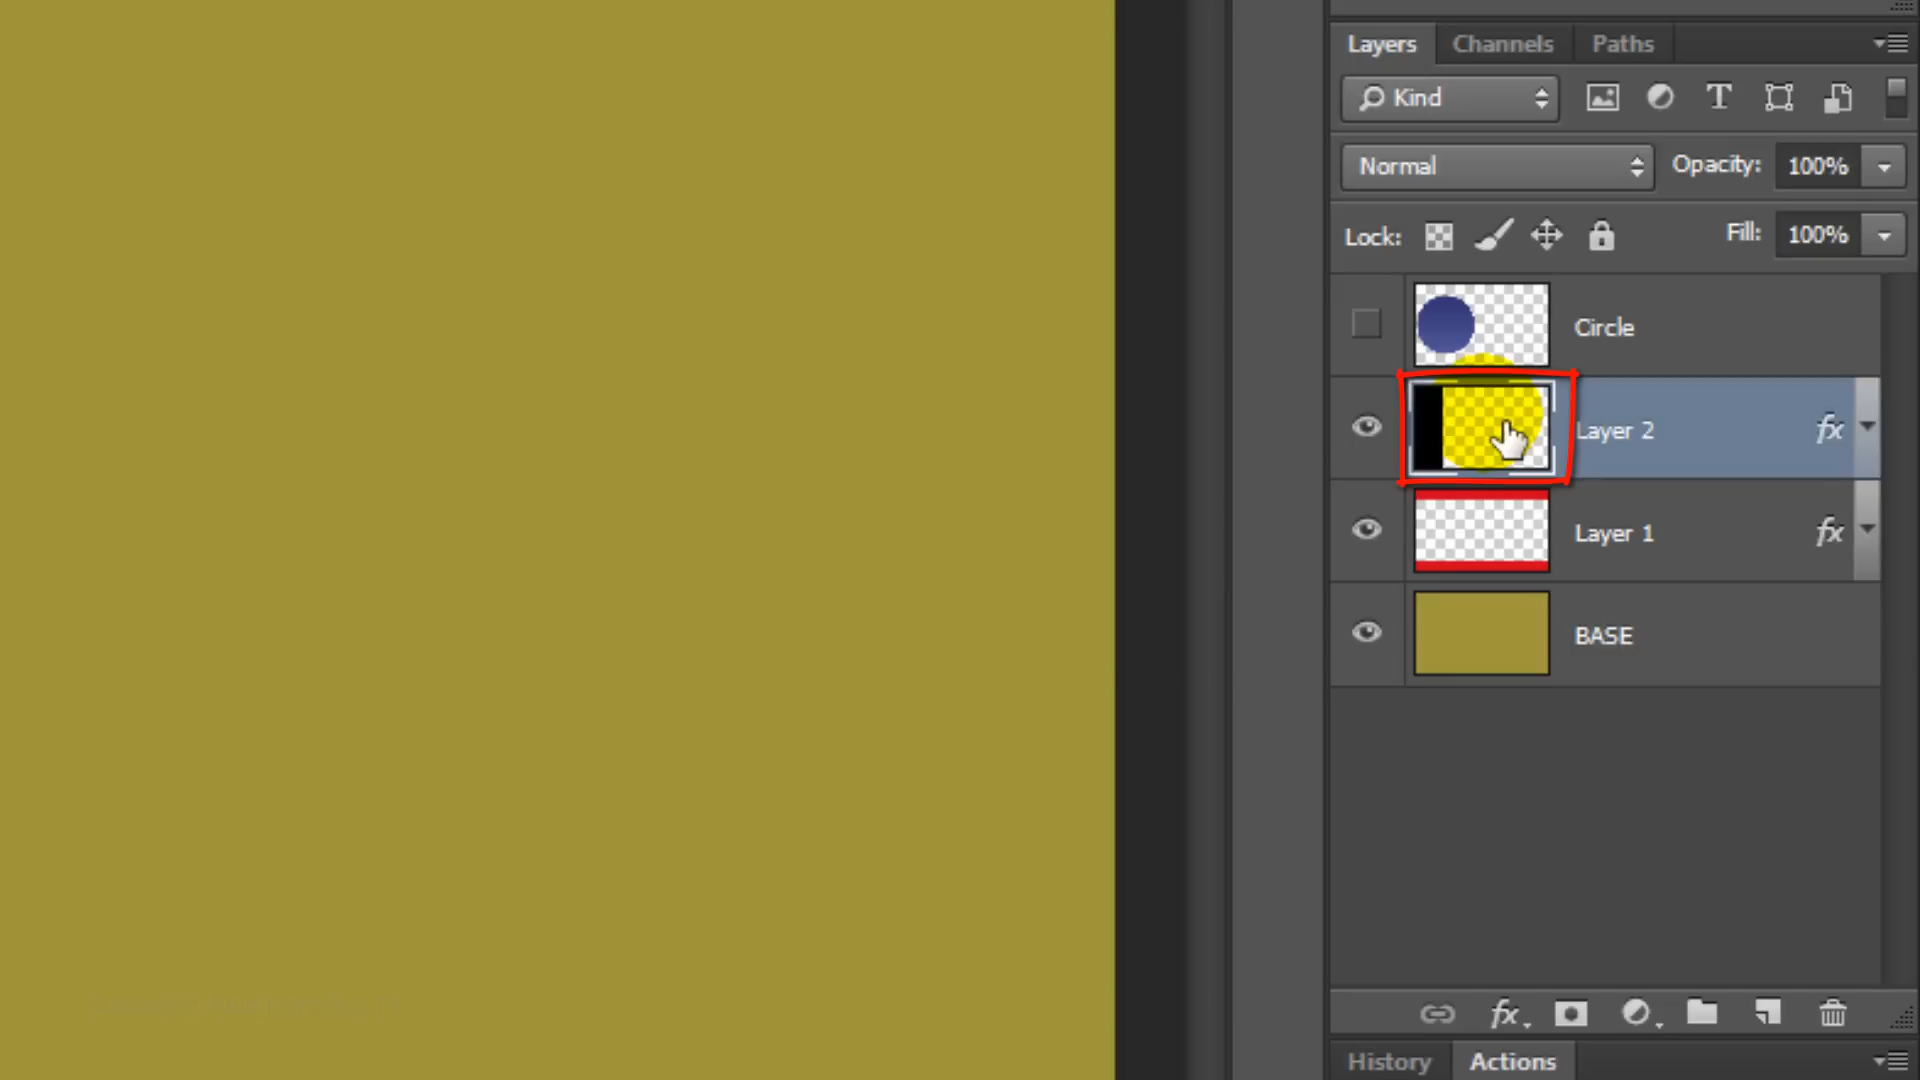 Layers Channels Paths
Kind T
Normal Opacity: 100%
Lock: Fill: 100%
Circle
Layer 2 fx
Layer 1 fx
BASE
fx
History Actions